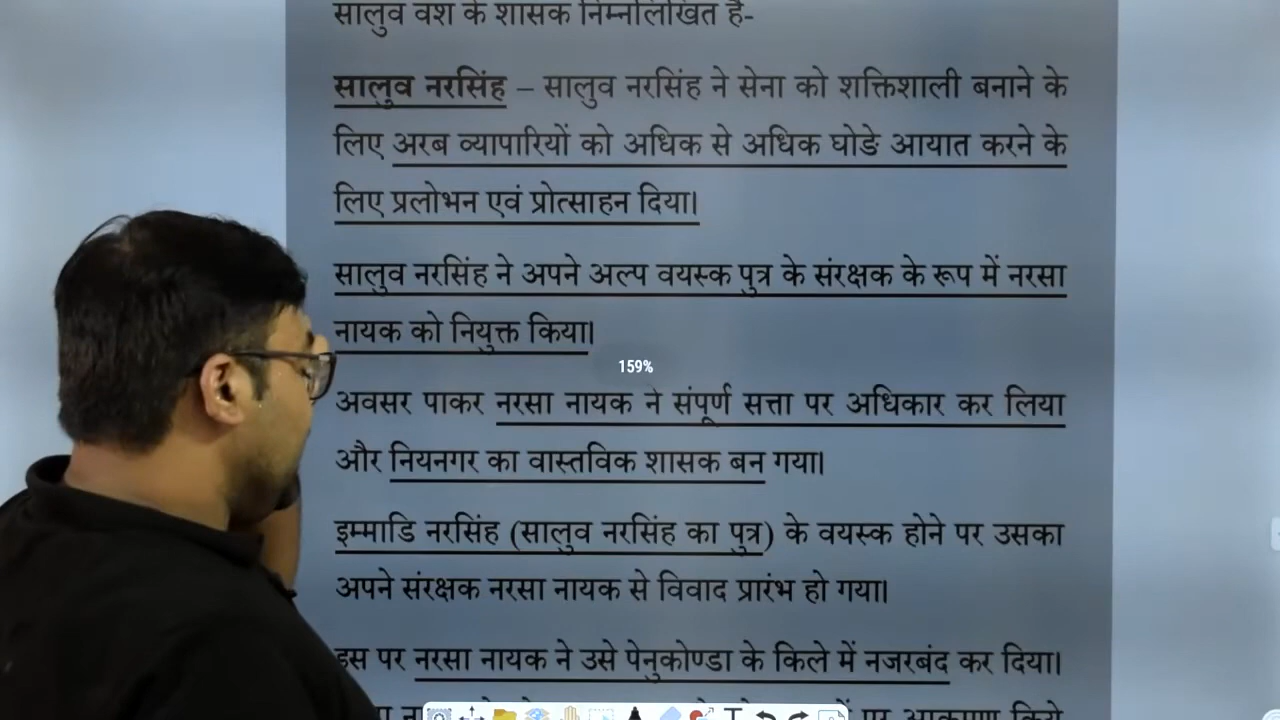 सालुव वंश के शासक निम्नलिखित है-
सालुव नरसिंह – सालुव नरसिंह ने सेना को शक्तिशाली बनाने के
लिए अरब व्यापारियों को अधिक से अधिक घोडे आयात करने के
लिए प्रलोभन एवं प्रोत्साहन दिया।
सालुव नरसिंह ने अपने अल्प वयस्क पुत्र के संरक्षक के रूप में नरसा
नायक को नियुक्त किया।
159%
अवसर पाकर नरसा नायक ने संपूर्ण सत्ता पर अधिकार कर लिया
और नियनगर का वास्तविक शासक बन गया।
इम्माडि नरसिंह (सालुव नरसिंह का पुत्र) के वयस्क होने पर उसका
अपने संरक्षक नरसा नायक से विवाद प्रारंभ हो गया।
इस पर नरसा नायक ने उसे पेनुकोण्डा के किले में नजरबंद कर दिया।
पर आक्रमण किये